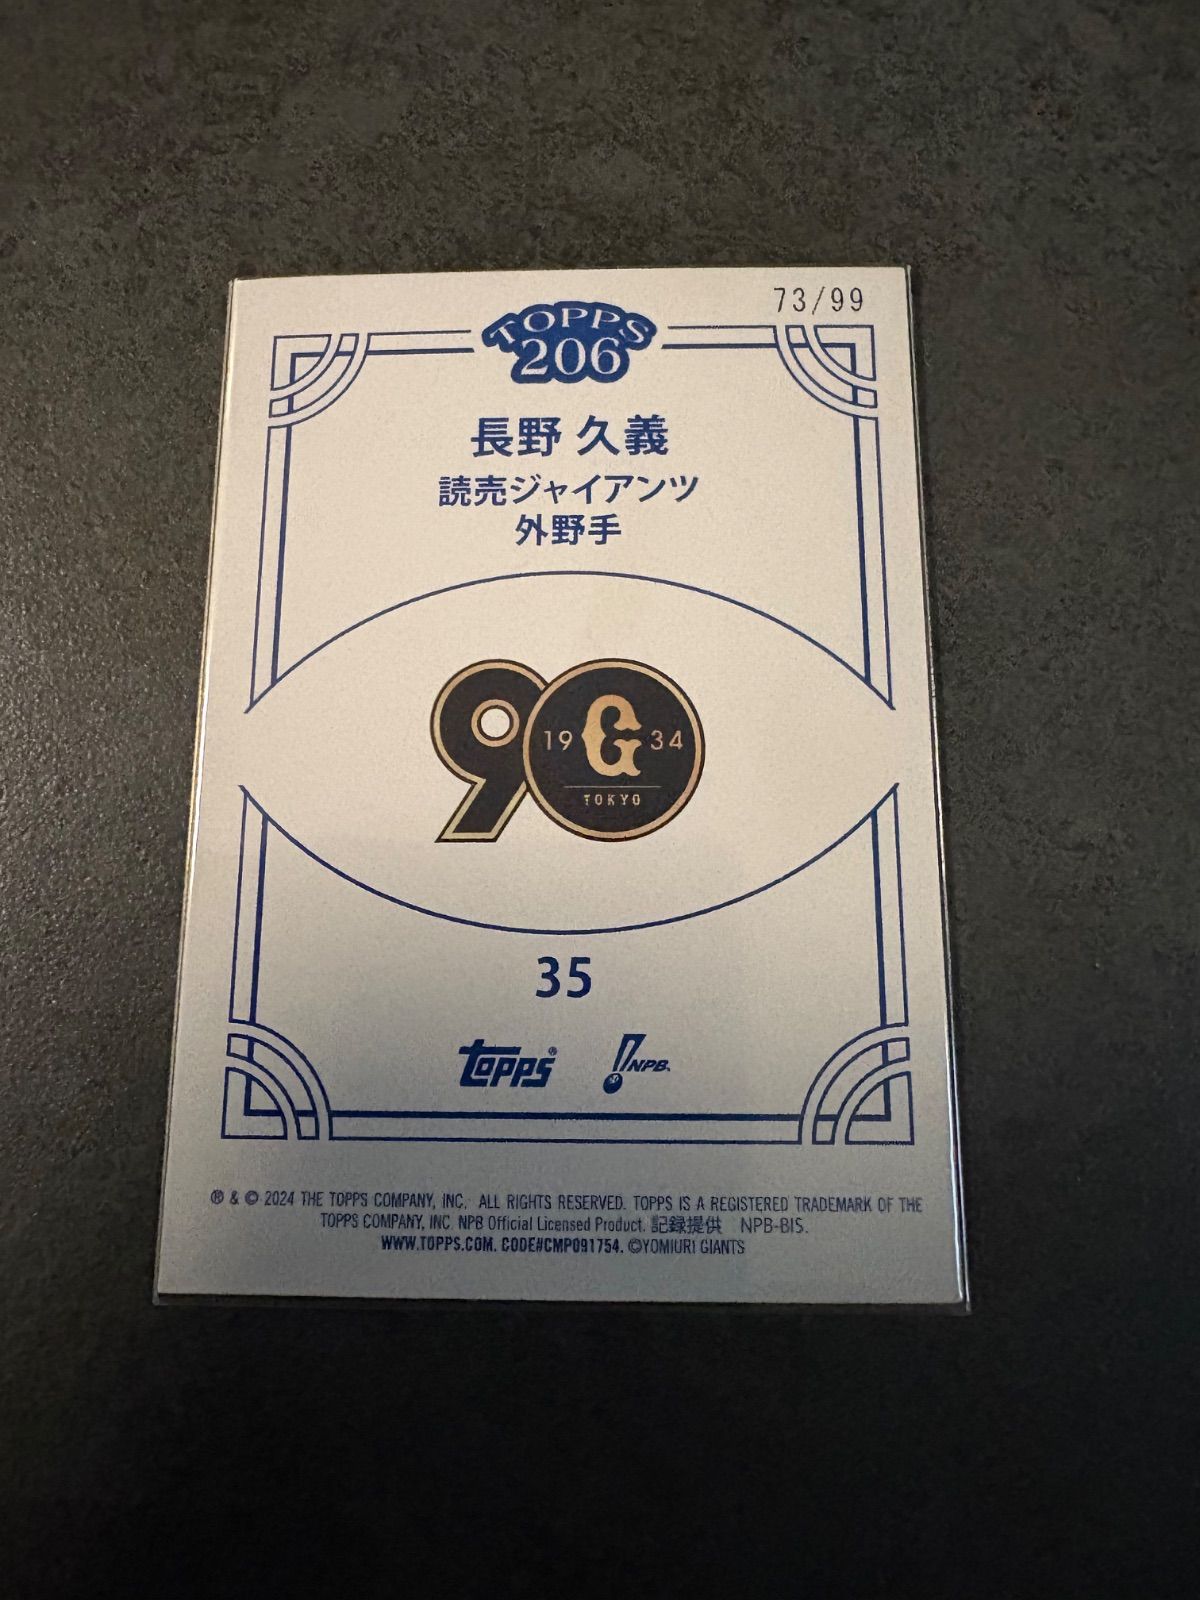 73/99
TOPPS
206
長野 久義
読売ジャイアンツ
外野手
90
19 G 34
TOKYO
35
topps® NPB.
® & © 2024 THE TOPPS COMPANY, INC. ALL RIGHTS RESERVED. TOPPS IS A REGISTERED TRADEMARK OF THE
TOPPS COMPANY, INC. NPB Official Licensed Product. 記録提供 NPB-BIS.
WWW.TOPPS.COM. CODE#CMP091754. ©YOMIURI GIANTS